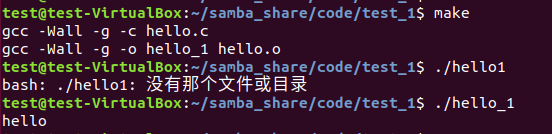 test@test-VirtualBox:~/samba_share/code/test_1$ make
gcc -Wall -g -c hello.c
gcc -Wall -g -o hello_1 hello.o
test@test-VirtualBox:~/samba_share/code/test_1$ ./hello1
bash: ./hello1: 没有那个文件或目录
test@test-VirtualBox:~/samba_share/code/test_1$ ./hello_1
hello